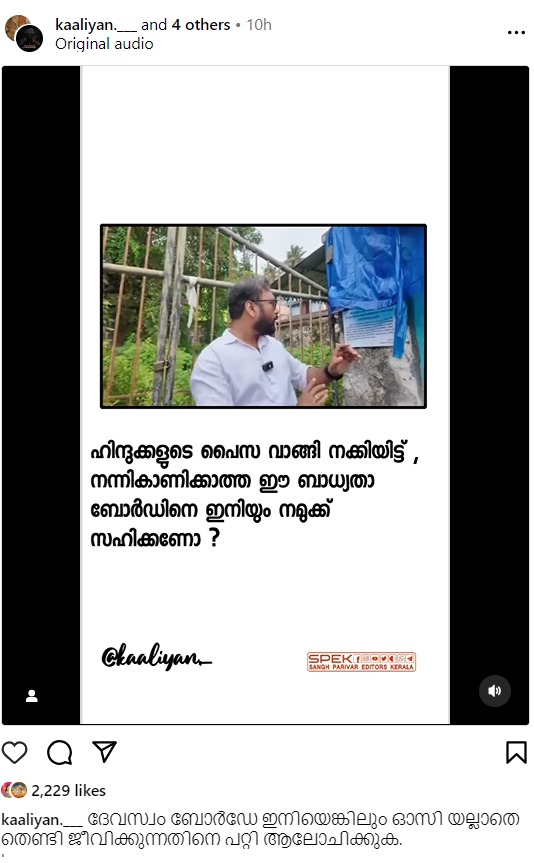 kaaliyan.___ and 4 others • 10h
Original audio
ഹിന്ദുക്കളുടെ പൈസ വാങ്ങി നക്കിയിട്ട് ,
നന്നികാണിക്കാത്ത ഈ ബാധ്യതാ
ബോർഡിനെ ഇനിയും നമുക്ക്
സഹിക്കണോ ?
@kaaliyan__
SPEK
SANGH PARIVAR EDITORS KERALA
2,229 likes
kaaliyan.___ ദേവസ്വം ബോർഡേ ഇനിയെങ്കിലും ഓസി യല്ലാതെ
തെണ്ടി ജീവിക്കുന്നതിനെ പറ്റി ആലോചിക്കുക.